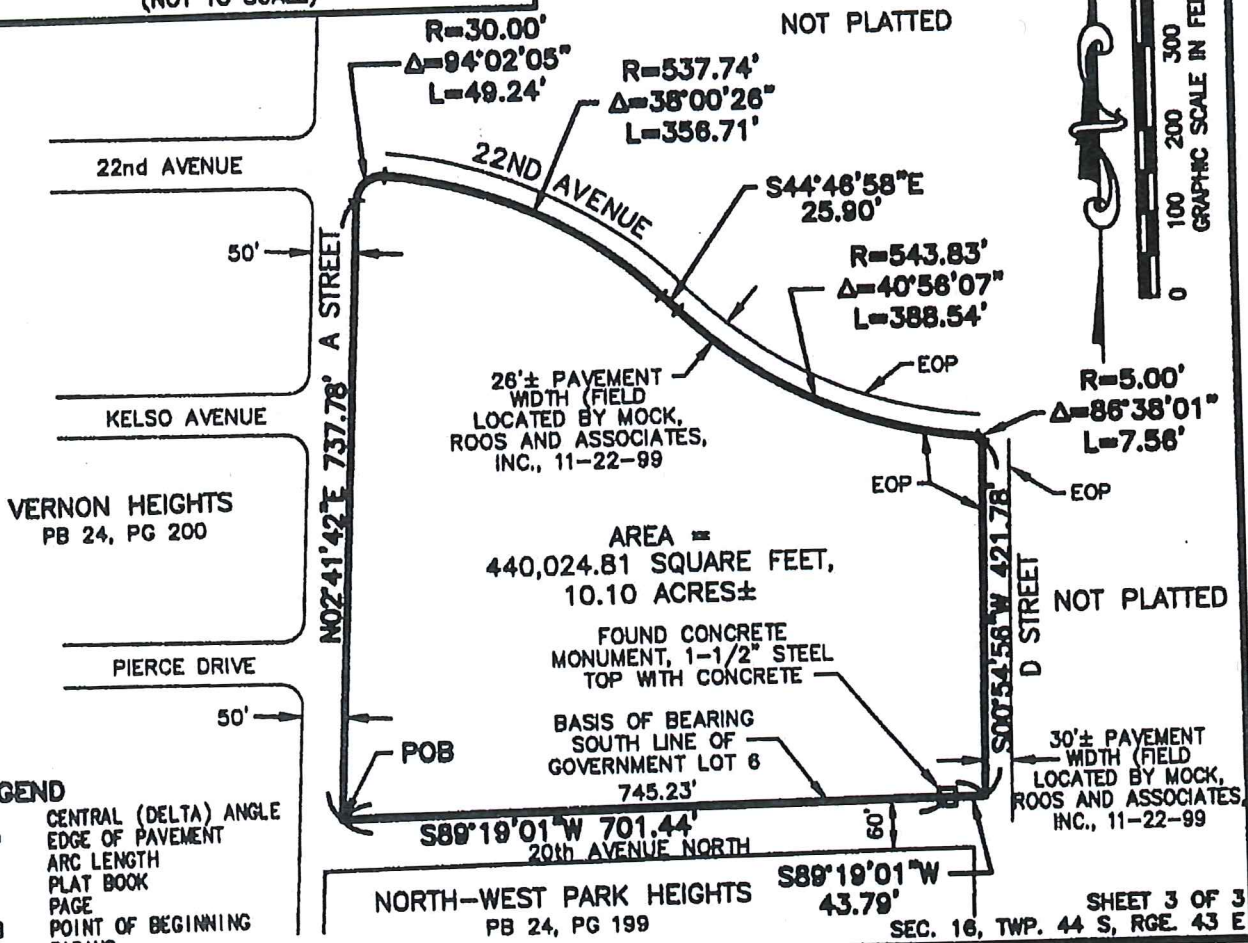 (NOT TO SCALE)
NOT PLATTED
R=30.00'
Δ=94°02'05"
L=49.24'
R=537.74'
Δ=38°00'26"
L=356.71'
300
200
100
0
GRAPHIC SCALE IN FE
22nd AVENUE
22ND AVENUE
S44°46'58"E
25.90'
50'
A STREET
R=543.83'
Δ=40°56'07"
L=388.54'
EOP
26'± PAVEMENT
WIDTH (FIELD
LOCATED BY MOCK,
ROOS AND ASSOCIATES,
INC., 11-22-99
R=5.00'
Δ=86°38'01"
L=7.56'
KELSO AVENUE
N02°41'42"E 737.78'
EOP
EOP
VERNON HEIGHTS
PB 24, PG 200
AREA =
440,024.81 SQUARE FEET,
10.10 ACRES±
S00°54'56"W 421.78'
D STREET
NOT PLATTED
FOUND CONCRETE
MONUMENT, 1-1/2" STEEL
TOP WITH CONCRETE
PIERCE DRIVE
50'
POB
BASIS OF BEARING
SOUTH LINE OF
GOVERNMENT LOT 6
745.23'
30'± PAVEMENT
WIDTH (FIELD
LOCATED BY MOCK,
ROOS AND ASSOCIATES,
INC., 11-22-99
GEND
CENTRAL (DELTA) ANGLE
EDGE OF PAVEMENT
ARC LENGTH
PLAT BOOK
PAGE
POINT OF BEGINNING
S89°19'01"W 701.44'
20th AVENUE NORTH
60'
NORTH-WEST PARK HEIGHTS
PB 24, PG 199
S89°19'01"W
43.79'
SHEET 3 OF 3
SEC. 16, TWP. 44 S, RGE. 43 E